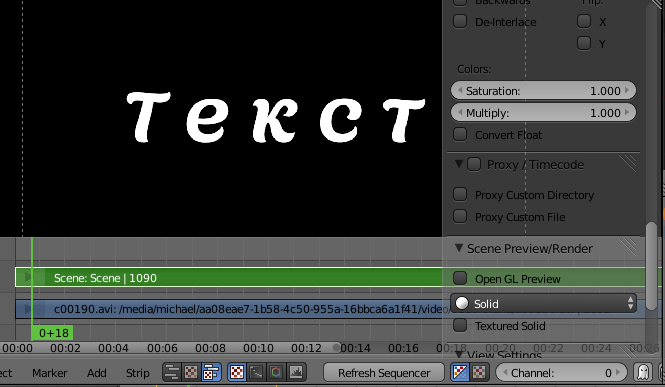 Backwards
Flip:
De-Interlace
X
Y
Colors:
Saturation: 1.000
Multiply: 1.000
Convert Float
Proxy / Timecode
Proxy Custom Directory
Proxy Custom File
Scene Preview/Render
Open GL Preview
Solid
Textured Solid
View Settings
текст
Scene: Scene | 1090
c00190.avi: /media/michael/aa08eae7-1b58-4c50-955a-16bbca6a1f41/video
0+18
00:00 00:02 00:04 00:06 00:08 00:10 00:12 00:14 00:16 00:18 00:20 00:22 00:24 00:26
Marker Add Strip Refresh Sequencer Channel: 0